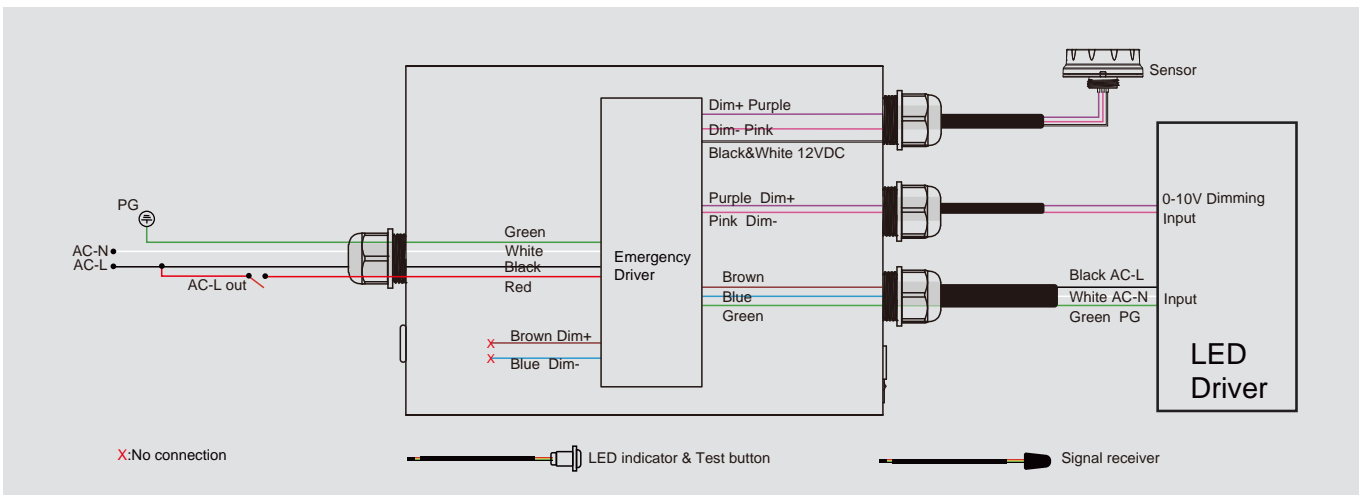 Sensor
Dim+ Purple
Dim- Pink
Black&White 12VDC
PG
AC-N
AC-L
AC-L out
Green
White
Black
Red
Emergency
Driver
Purple Dim+
Pink Dim-
0-10V Dimming
Input
Brown
Blue
Green
Black AC-L
White AC-N
Green PG
Input
Brown Dim+
Blue Dim-
X
X
LED
Driver
X:No connection
LED indicator & Test button
Signal receiver